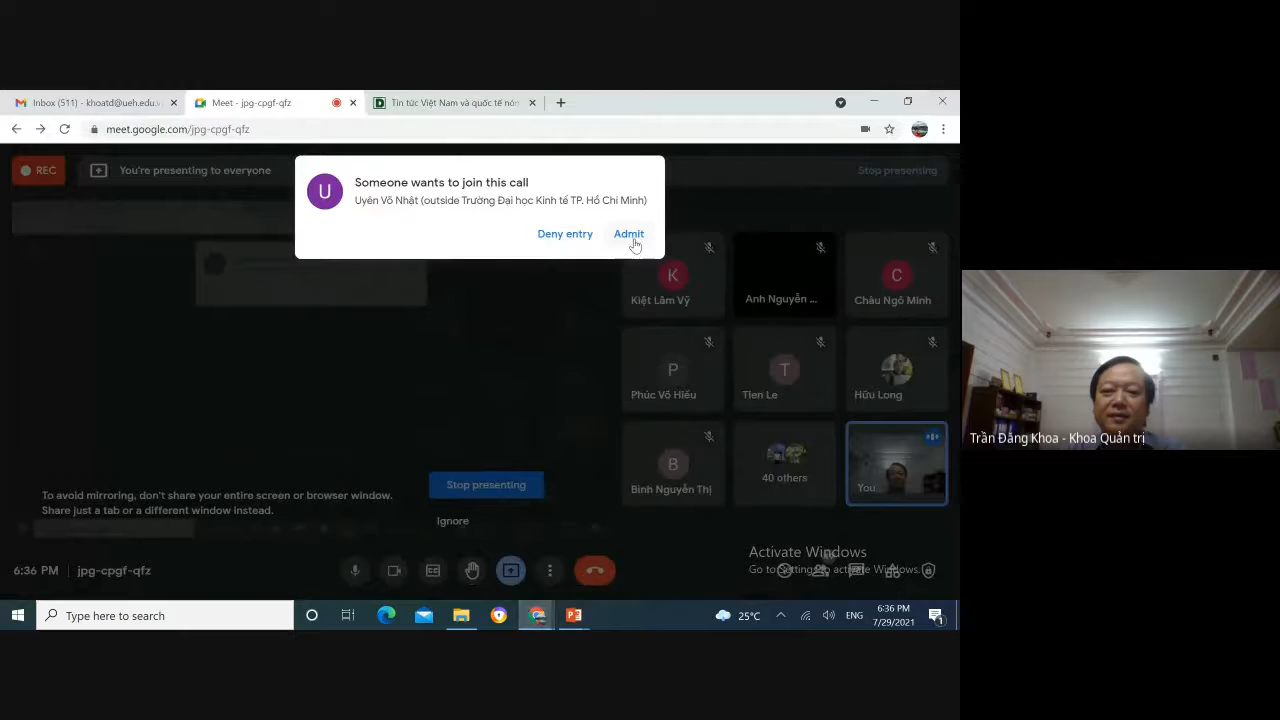 Inbox (511) - khoatd@ueh.edu.v
Meet - jpg-cpgf-qfz
Tin tức Việt Nam và quốc tế nón
meet.google.com/jpg-cpgf-qfz
REC
You're presenting to everyone
Stop presenting
U
Someone wants to join this call
Uyên Võ Nhật (outside Trường Đại học Kinh tế TP. Hồ Chí Minh)
Deny entry
Admit
K
Kiệt Lâm Vỹ
Anh Nguyễn ...
C
Châu Ngô Minh
P
Phúc Võ Hiếu
T
Tien Le
Hữu Long
B
Bình Nguyễn Thị
40 others
You
Trần Đăng Khoa - Khoa Quản trị
To avoid mirroring, don't share your entire screen or browser window.
Share just a tab or a different window instead.
Stop presenting
Ignore
Activate Windows
Go to Settings to activate Windows.
6:36 PM
jpg-cpgf-qfz
Type here to search
25°C
ENG
6:36 PM
7/29/2021
1